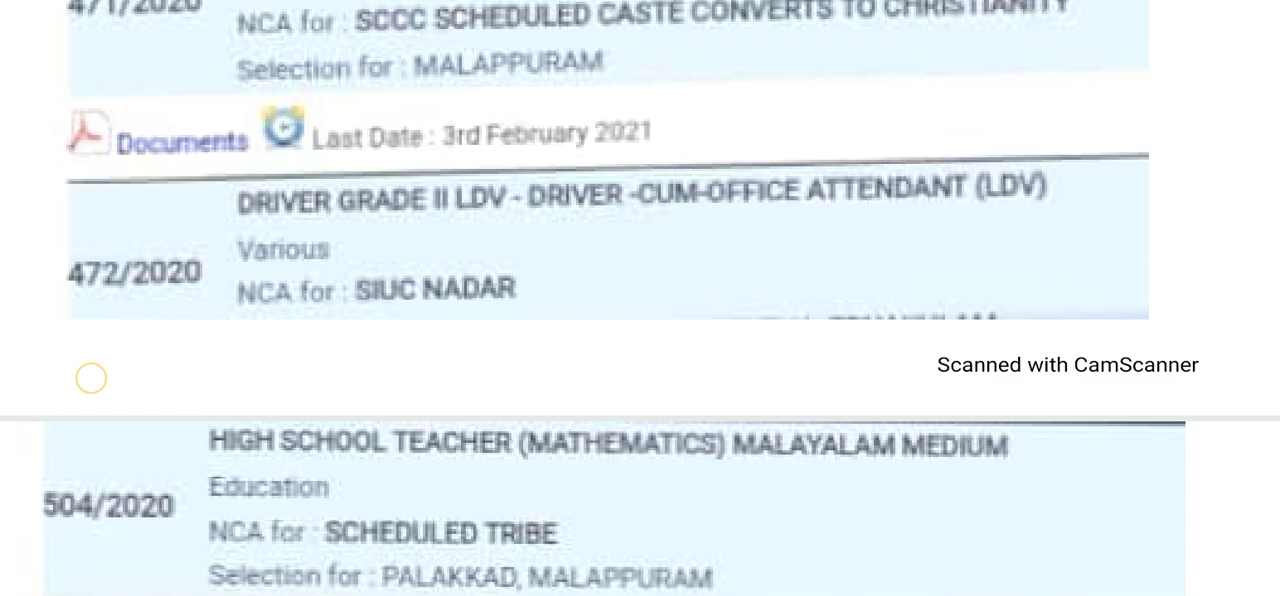 471/2020
NCA for : SCCC SCHEDULED CASTE CONVERTS TO CHRISTIANITY
Selection for : MALAPPURAM
Documents Last Date : 3rd February 2021
DRIVER GRADE II LDV - DRIVER -CUM-OFFICE ATTENDANT (LDV)
Various
472/2020
NCA for : SIUC NADAR
Scanned with CamScanner
HIGH SCHOOL TEACHER (MATHEMATICS) MALAYALAM MEDIUM
Education
504/2020
NCA for : SCHEDULED TRIBE
Selection for : PALAKKAD, MALAPPURAM